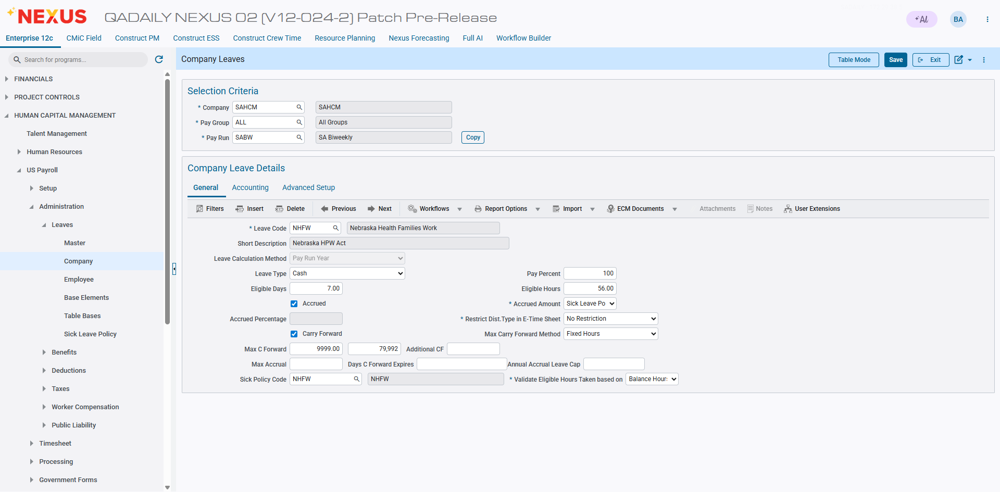 NEXUS
QADAILY NEXUS 02 (V12-024-2) Patch Pre-Release
AI
BA
Enterprise 12c CMiC Field Construct PM Construct ESS Construct Crew Time Resource Planning Nexus Forecasting Full AI Workflow Builder
Search for programs...
FINANCIALS
PROJECT CONTROLS
HUMAN CAPITAL MANAGEMENT
Talent Management
Human Resources
US Payroll
Setup
Administration
Leaves
Master
Company
Employee
Base Elements
Table Bases
Sick Leave Policy
Benefits
Deductions
Taxes
Worker Compensation
Public Liability
Timesheet
Processing
Government Forms
Company Leaves
Table Mode Save Exit
Selection Criteria
* Company SAHCM SAHCM
* Pay Group ALL All Groups
* Pay Run SABW SA Biweekly Copy
Company Leave Details
General Accounting Advanced Setup
Filters Insert Delete Previous Next Workflows Report Options Import ECM Documents Attachments Notes User Extensions
* Leave Code NHFW Nebraska Health Families Work
Short Description Nebraska HPW Act
Leave Calculation Method Pay Run Year
Leave Type Cash Pay Percent 100
Eligible Days 7.00 Eligible Hours 56.00
Accrued * Accrued Amount Sick Leave Po
Accrued Percentage * Restrict Dist.Type in E-Time Sheet No Restriction
Carry Forward Max Carry Forward Method Fixed Hours
Max C Forward 9999.00 79,992 Additional CF
Max Accrual Days C Forward Expires Annual Accrual Leave Cap
Sick Policy Code NHFW NHFW * Validate Eligible Hours Taken based on Balance Hours